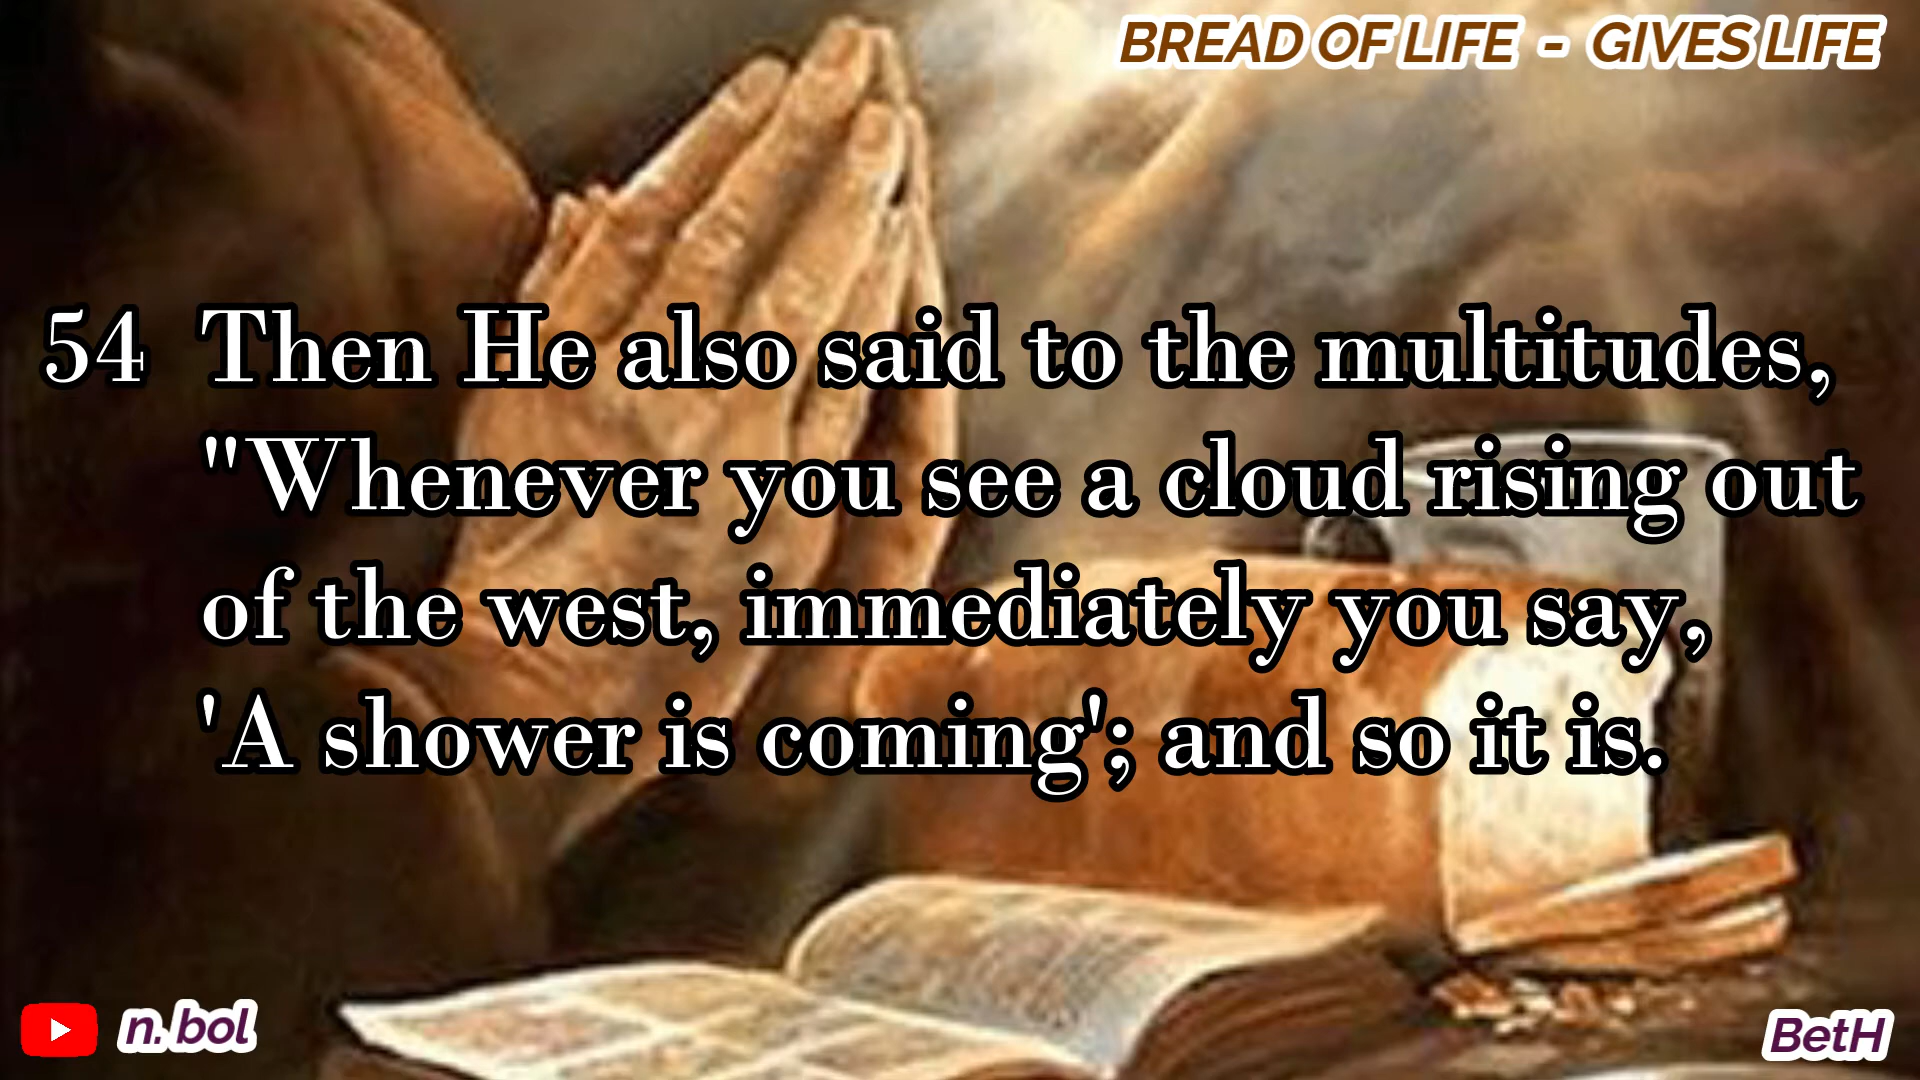 BREAD OF LIFE - GIVES LIFE
54 Then He also said to the multitudes,
"Whenever you see a cloud rising out
of the west, immediately you say,
'A shower is coming'; and so it is.
n. bol
BetH